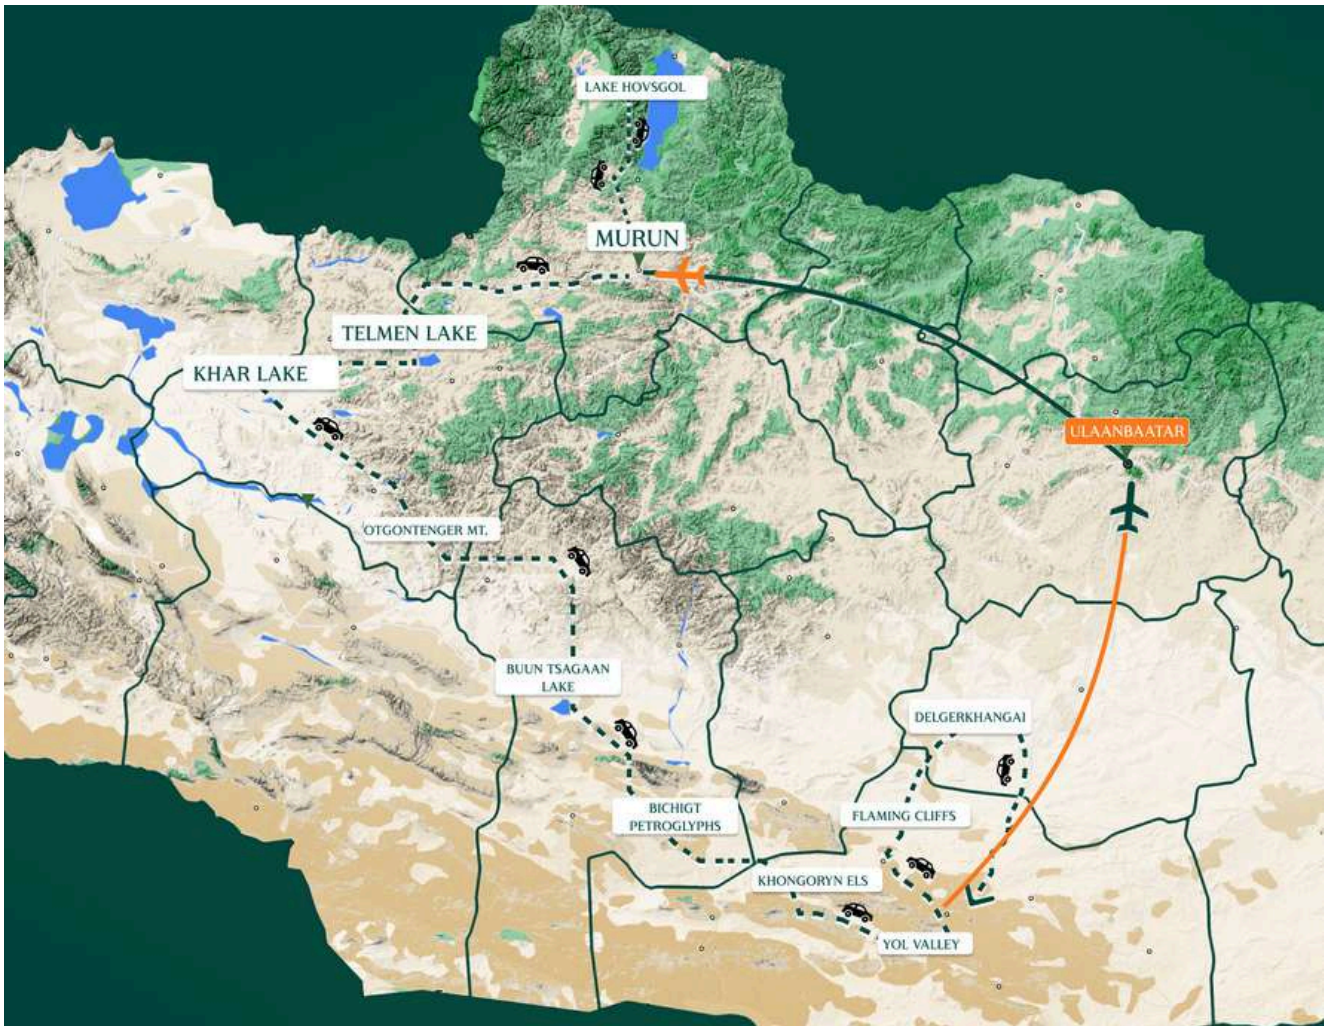 LAKE HOVSGOL
MURUN
TELMEN LAKE
KHAR LAKE
ULAANBAATAR
OTGONTENGER MT.
BUUN TSAGAAN
LAKE
DELGERKHANGAI
BICHIGT
PETROGLYPHS
FLAMING CLIFFS
KHONGORYN ELS
YOL VALLEY